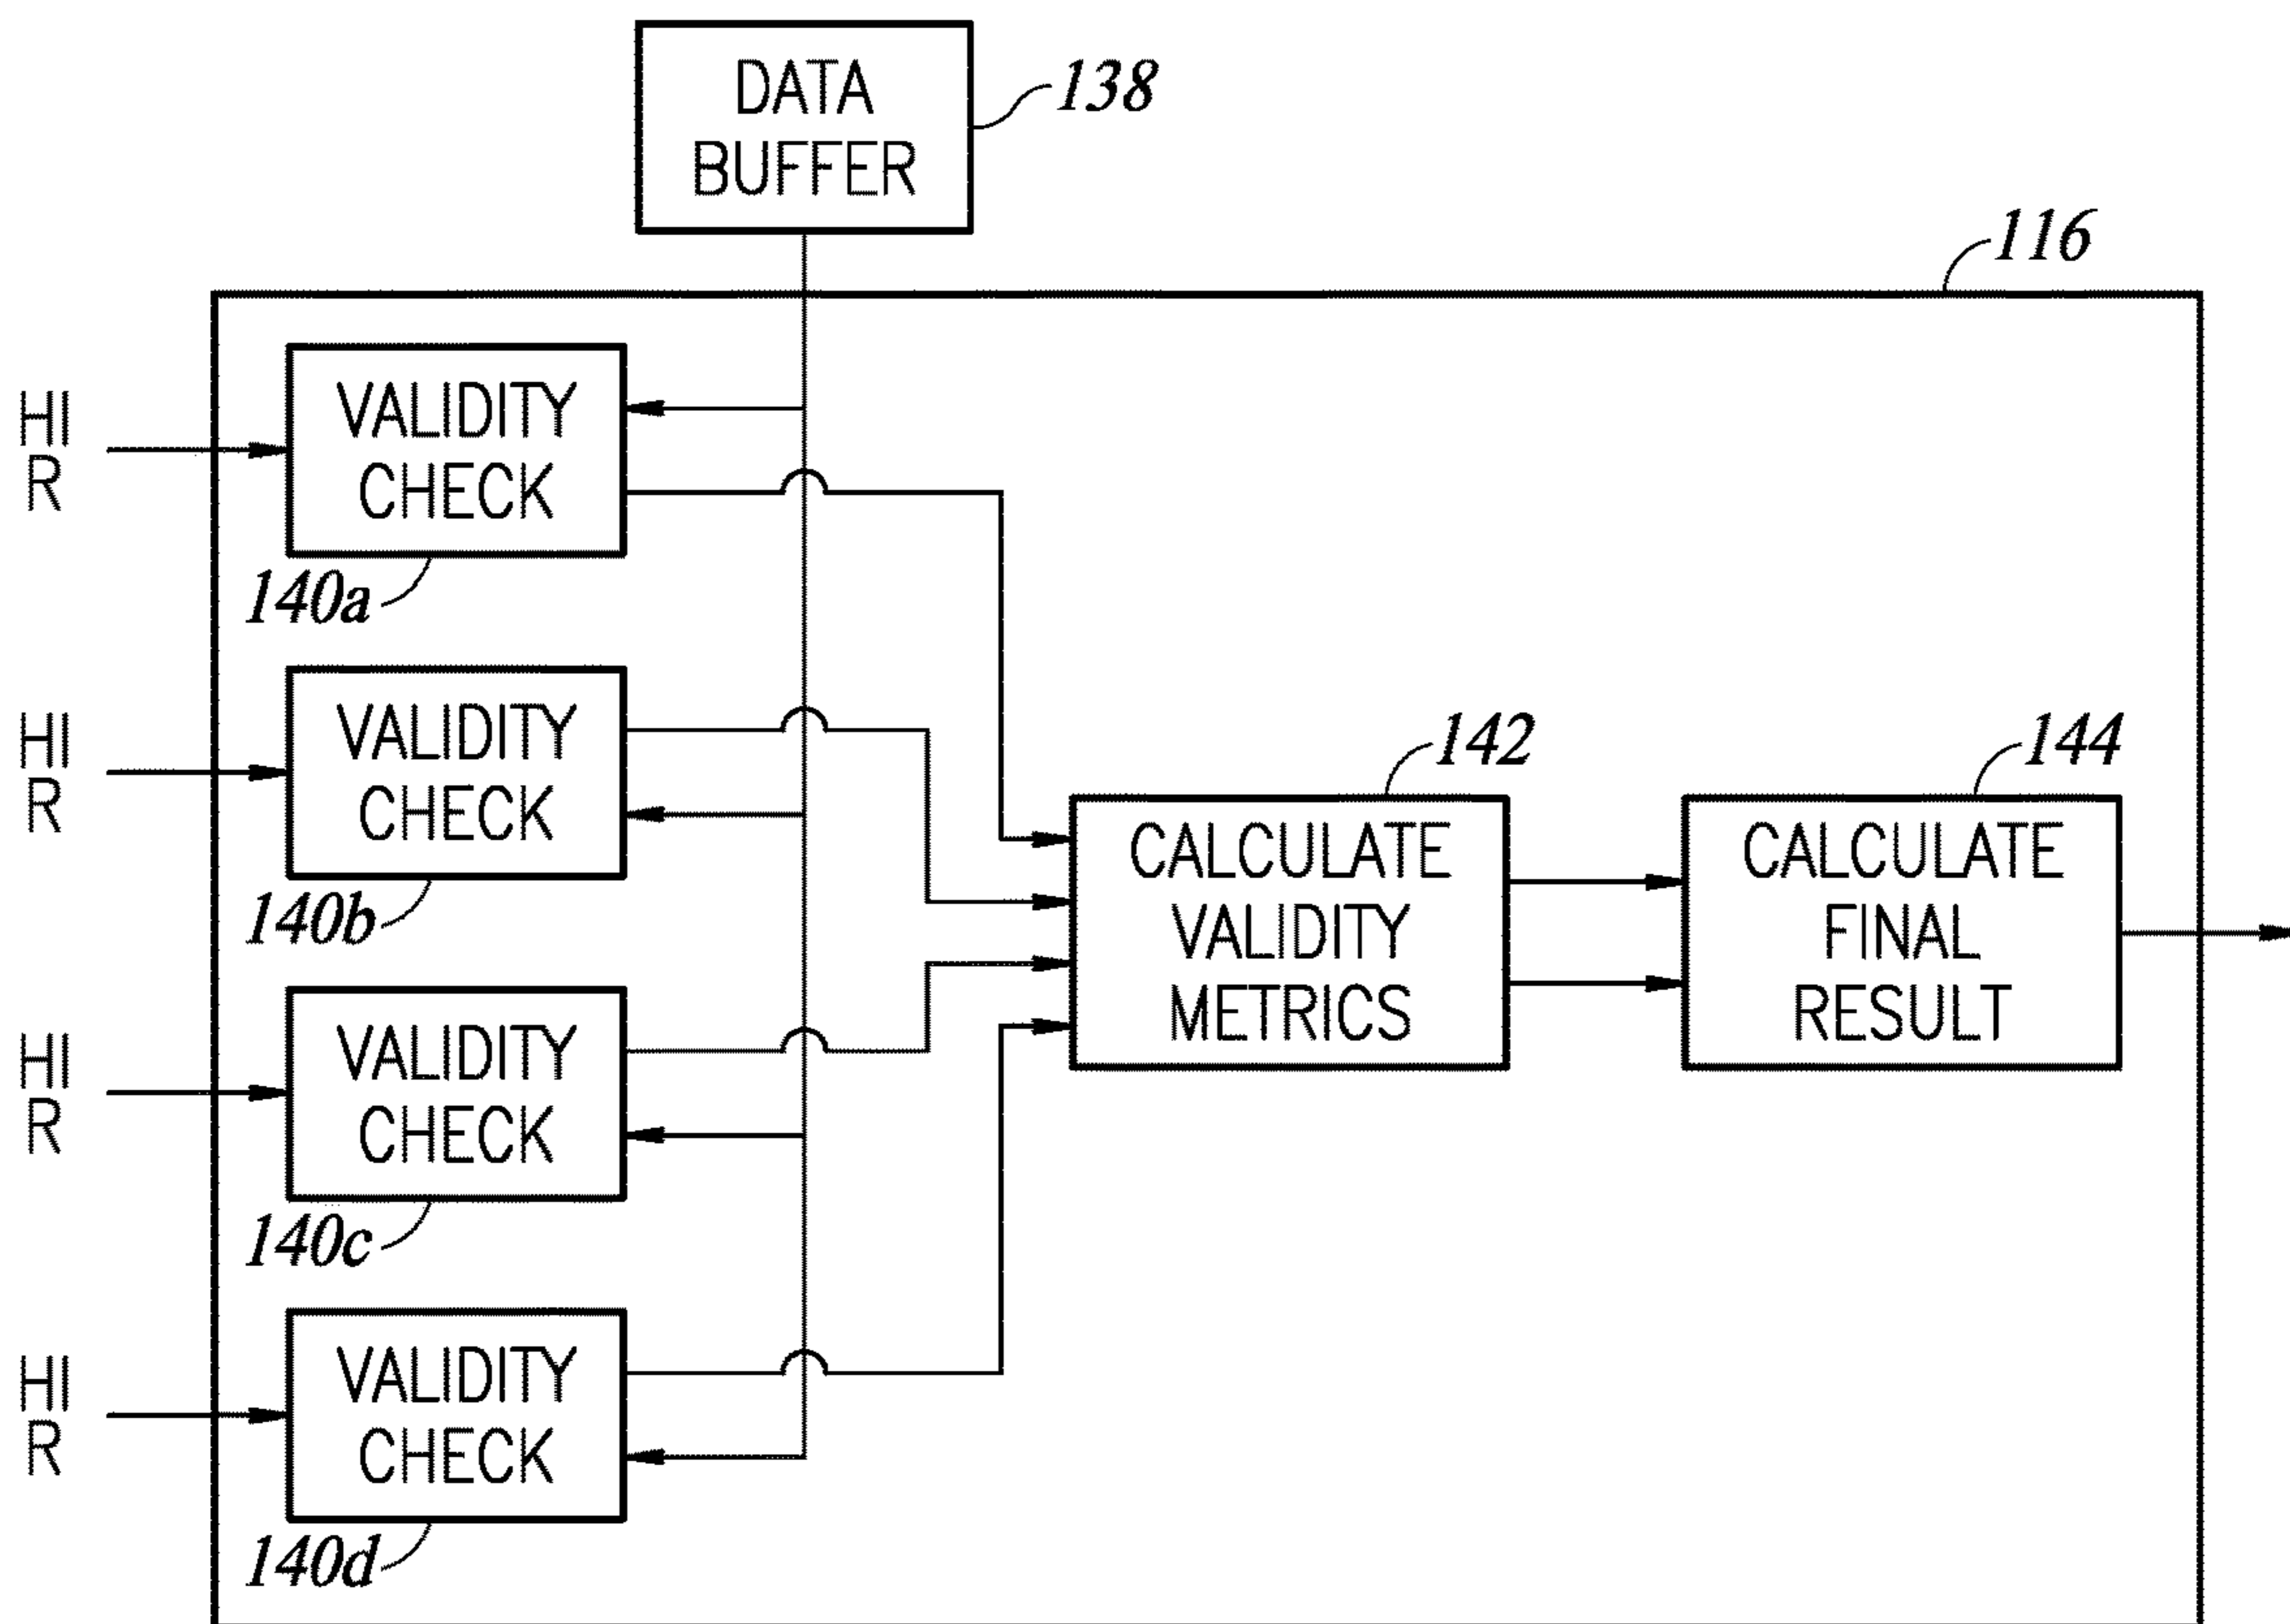 DATA
BUFFER
138
116
HI
R
VALIDITY
CHECK
140a
HI
R
VALIDITY
CHECK
140b
142
144
CALCULATE
VALIDITY
METRICS
CALCULATE
FINAL
RESULT
HI
R
VALIDITY
CHECK
140c
HI
R
VALIDITY
CHECK
140d